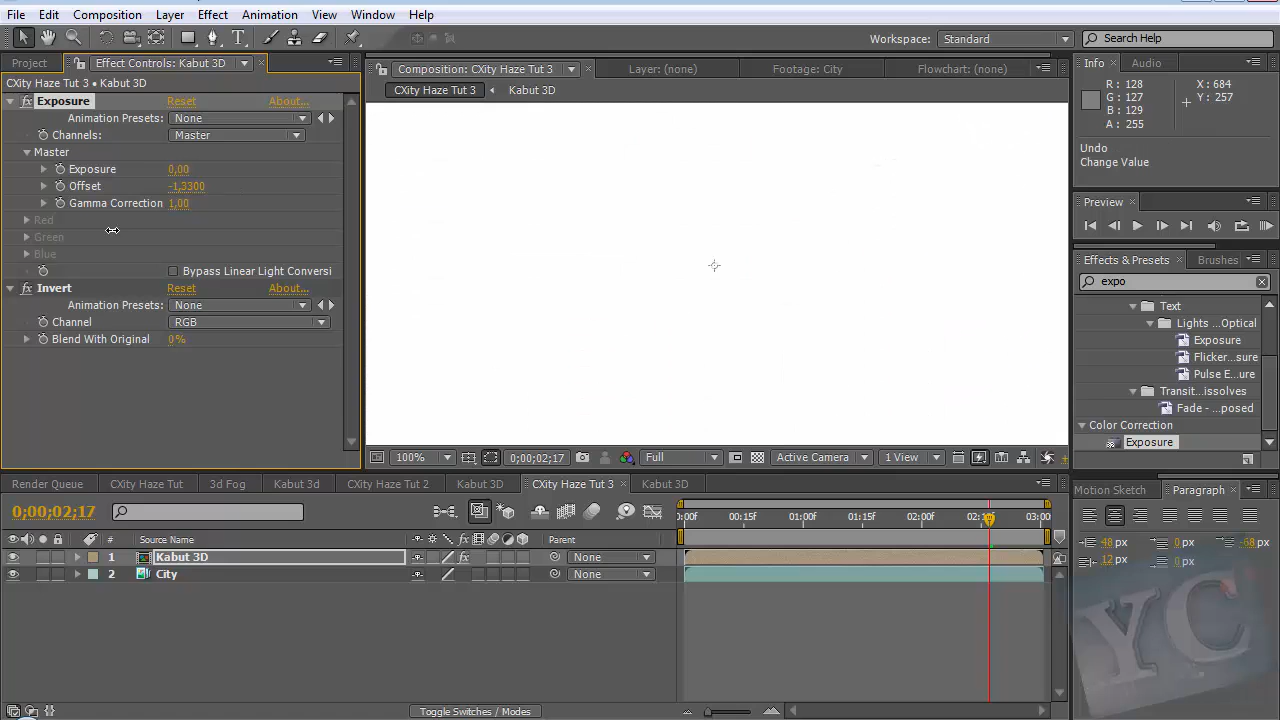 File Edit Composition Layer Effect Animation View Window Help
Workspace: Standard Search Help
Project Effect Controls: Kabut 3D
CXity Haze Tut 3 • Kabut 3D
fx Exposure Reset About...
Animation Presets: None
Channels: Master
Master
Exposure 0,00
Offset -1,3300
Gamma Correction 1,00
Red
Green
Blue
Bypass Linear Light Conversi
fx Invert Reset About...
Animation Presets: None
Channel RGB
Blend With Original 0%
Composition: CXity Haze Tut 3 Layer: (none) Footage: City Flowchart: (none)
CXity Haze Tut 3 Kabut 3D
100% 0;00;02;17 Full Active Camera 1 View
Info Audio
R : 128
G : 127
B : 129
A : 255
X : 684
Y : 257
Undo
Change Value
Preview
Effects & Presets Brushes
expo
Text
Lights ...Optical
Exposure
Flicker...sure
Pulse E...ure
Transit...issolves
Fade - ...posed
Color Correction
Exposure
Render Queue CXity Haze Tut 3d Fog Kabut 3d CXity Haze Tut 2 Kabut 3D CXity Haze Tut 3 Kabut 3D
0;00;02;17
# Source Name Parent
1 Kabut 3D fx None
2 City None
00:15f 01:00f 01:15f 02:00f 03:00
Toggle Switches / Modes
Motion Sketch Paragraph
48 px 0 px -68 px
12 px 0 px
YC